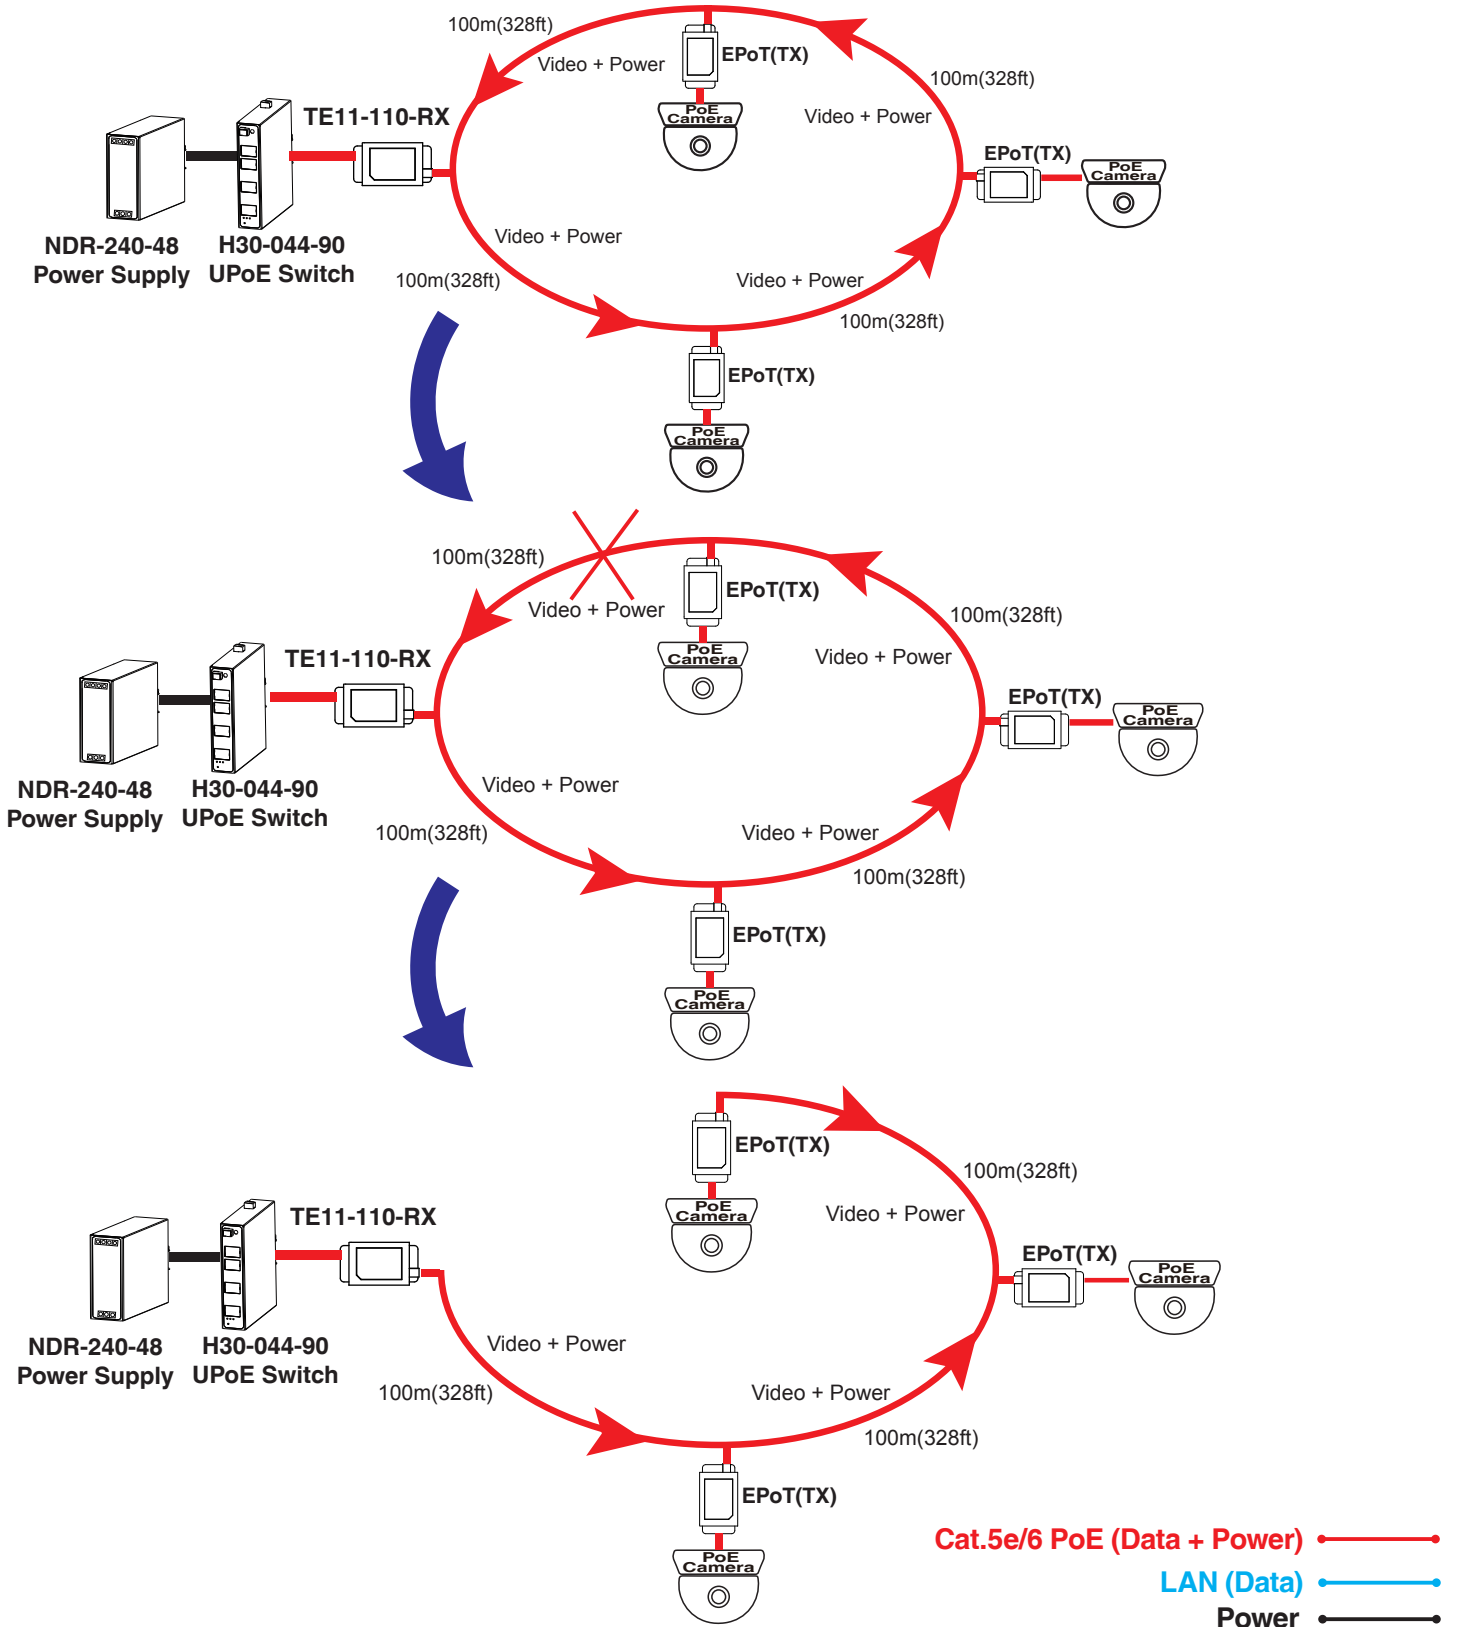 100m(328ft)
Video + Power
EPoT(TX)
PoE
Camera
100m(328ft)
Video + Power
TE11-110-RX
EPoT(TX)
PoE
Camera
NDR-240-48
Power Supply
H30-044-90
UPoE Switch
Video + Power
100m(328ft)
Video + Power
100m(328ft)
EPoT(TX)
PoE
Camera
100m(328ft)
Video + Power
EPoT(TX)
PoE
Camera
100m(328ft)
Video + Power
TE11-110-RX
EPoT(TX)
PoE
Camera
NDR-240-48
Power Supply
H30-044-90
UPoE Switch
Video + Power
100m(328ft)
Video + Power
100m(328ft)
EPoT(TX)
PoE
Camera
EPoT(TX)
PoE
Camera
100m(328ft)
Video + Power
TE11-110-RX
EPoT(TX)
PoE
Camera
NDR-240-48
Power Supply
H30-044-90
UPoE Switch
Video + Power
100m(328ft)
Video + Power
100m(328ft)
EPoT(TX)
PoE
Camera
Cat.5e/6 PoE (Data + Power)
LAN (Data)
Power